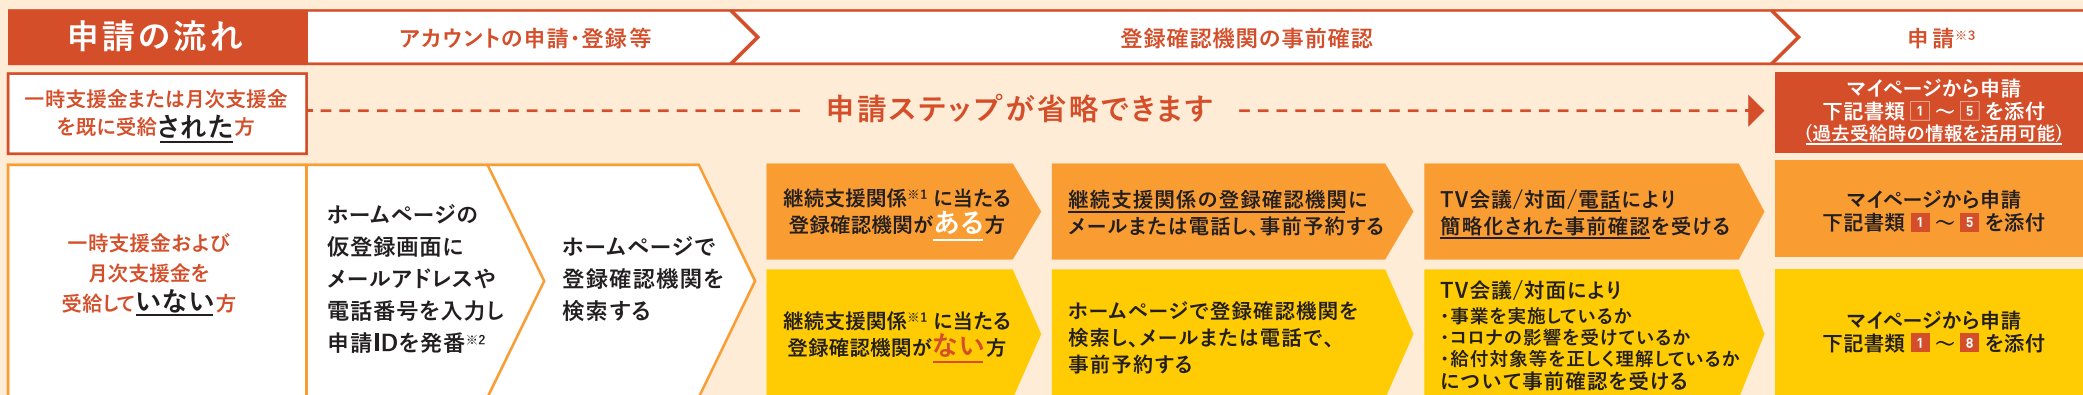 申請の流れ
アカウントの申請・登録等
登録確認機関の事前確認
申請※3
一時支援金または月次支援金
を既に受給された方
申請ステップが省略できます
マイページから申請
下記書類 1 ～ 5 を添付
(過去受給時の情報を活用可能)
一時支援金および
月次支援金を
受給していない方
ホームページの
仮登録画面に
メールアドレスや
電話番号を入力し
申請IDを発番※2
ホームページで
登録確認機関を
検索する
継続支援関係※1 に当たる
登録確認機関がある方
継続支援関係の登録確認機関に
メールまたは電話し、事前予約する
TV会議/対面/電話により
簡略化された事前確認を受ける
マイページから申請
下記書類 1 ～ 5 を添付
継続支援関係※1 に当たる
登録確認機関がない方
ホームページで登録確認機関を
検索し、メールまたは電話で、
事前予約する
TV会議/対面により
・事業を実施しているか
・コロナの影響を受けているか
・給付対象等を正しく理解しているか
について事前確認を受ける
マイページから申請
下記書類 1 ～ 8 を添付